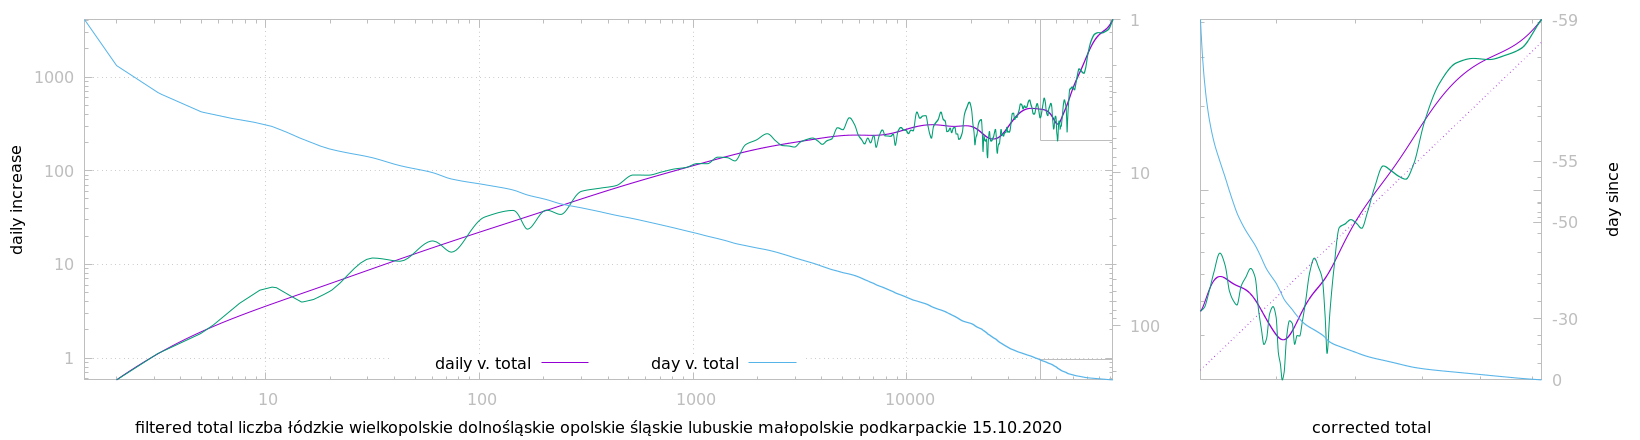 daily increase
1000
100
10
1
10
100
1000
10000
1
10
100
daily v. total
day v. total
filtered total liczba łódzkie wielkopolskie dolnośląskie opolskie śląskie lubuskie małopolskie podkarpackie 15.10.2020
-59
-55
-50
-30
0
day since
corrected total